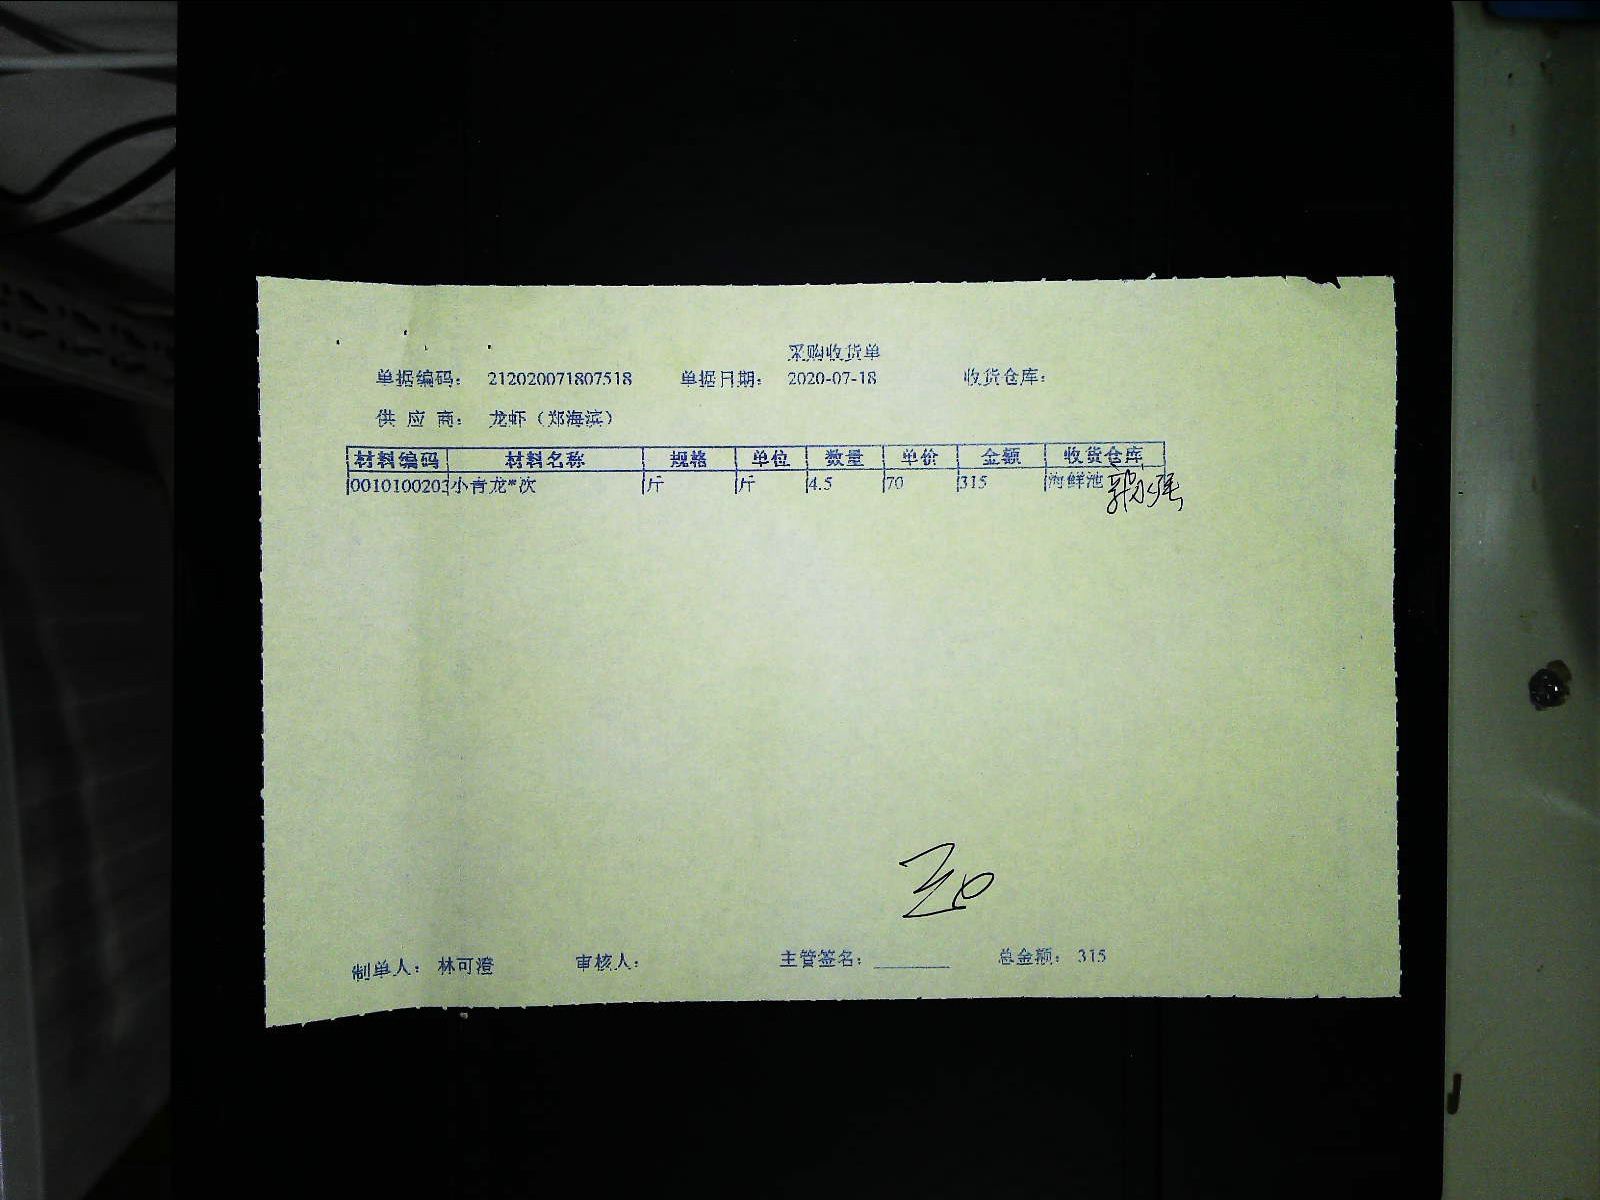 采购收货单
单据编码： 212020071807518 单据日期： 2020-07-18 收货仓库：
供 应 商： 龙虾（郑海滨）
材料编码 材料名称 规格 单位 数量 单价 金额 收货仓库
0010100203 小青龙*次 斤 斤 4.5 70 315 海鲜池
制单人： 林可澄 审核人： 主管签名： 总金额： 315